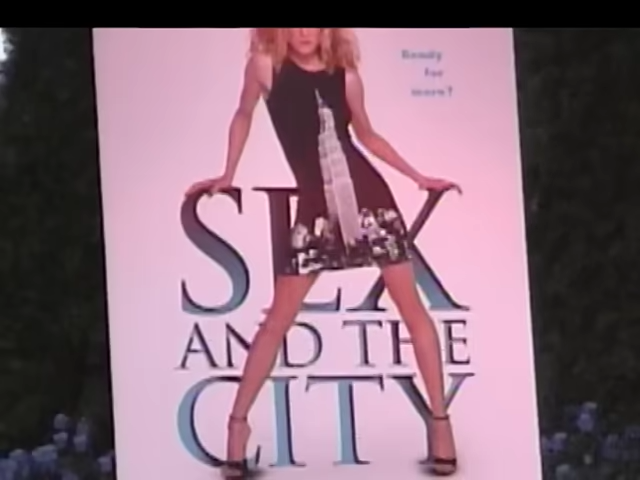 Ready
for
more?
SEX
AND THE
CITY